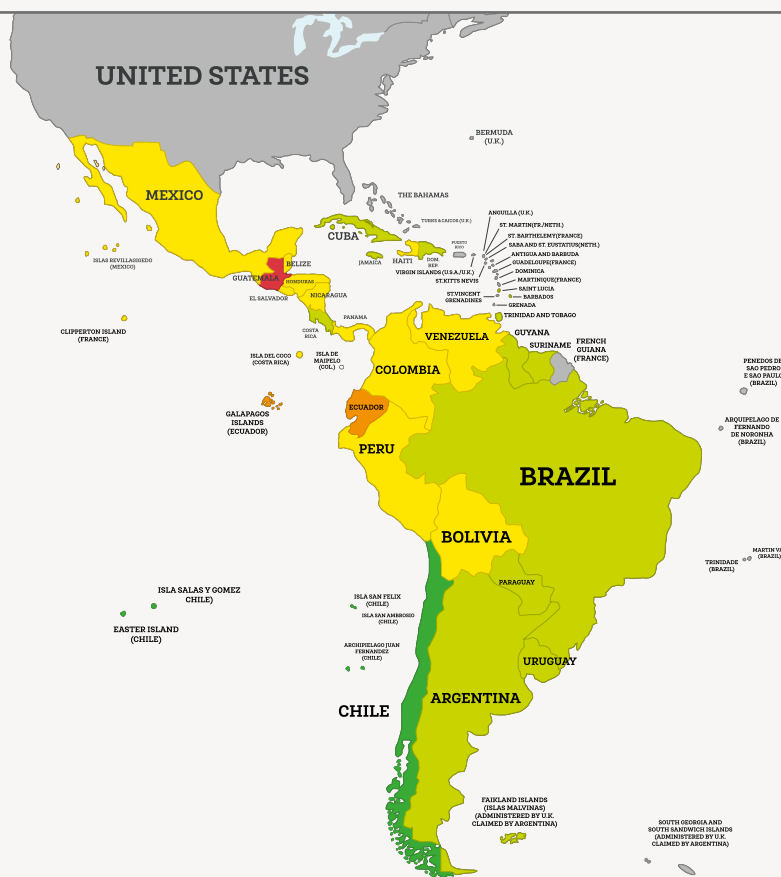 UNITED STATES
BERMUDA
(U.K.)
MEXICO
THE BAHAMAS
ANGUILLA (U.K.)
TURKS &CAICOS (U.K.)
ST. MARTIN(FR./NETH.)
CUBA
ST. BARTHELEMY(FRANCE)
PUERTO
RICO
SABA AND ST. EUSTATIUS(NETH.)
ANTIGUA AND BARBUDA
ISLAS REVILLAGIGEDO
(MEXICO)
BELIZE
JAMAICA
HAITI
DOM.
REP.
GUADELOUPE(FRANCE)
VIRGIN ISLANDS (U.S.A./U.K.)
DOMINICA
GUATEMALA
HONDURAS
ST.KITTS NEVIS
MARTINIQUE(FRANCE)
SAINT LUCIA
EL SALVADOR
NICARAGUA
ST.VINCENT
GRENADINES
BARBADOS
GRENADA
PANAMA
TRINIDAD AND TOBAGO
CLIPPERTON ISLAND
(FRANCE)
COSTA
RICA
VENEZUELA
GUYANA
SURINAME
FRENCH
GUIANA
(FRANCE)
ISLA DEL COCO
(COSTA RICA)
ISLA DE
MAIPELO
(COL.)
COLOMBIA
PENEDOS DE
SAO PEDRO
E SAO PAULO
(BRAZIL)
ECUADOR
GALAPAGOS
ISLANDS
(ECUADOR)
ARQUIPELAGO DE
FERNANDO
DE NORONHA
(BRAZIL)
PERU
BRAZIL
BOLIVIA
MARTIN VA
(BRAZIL)
TRINIDADE
(BRAZIL)
PARAGUAY
ISLA SALAS Y GOMEZ
CHILE)
ISLA SAN FELIX
(CHILE)
ISLA SAN AMBROSIO
(CHILE)
EASTER ISLAND
(CHILE)
ARCHIPIELAGO JUAN
FERNANDEZ
(CHILE)
URUGUAY
ARGENTINA
CHILE
FAIKLAND ISLANDS
(ISLAS MALVINAS)
(ADMINISTERED BY U.K.
CLAIMED BY ARGENTINA)
SOUTH GEORGIA AND
SOUTH SANDWICH ISLANDS
(ADMINISTERED BY U.K.
CLAIMED BY ARGENTINA)